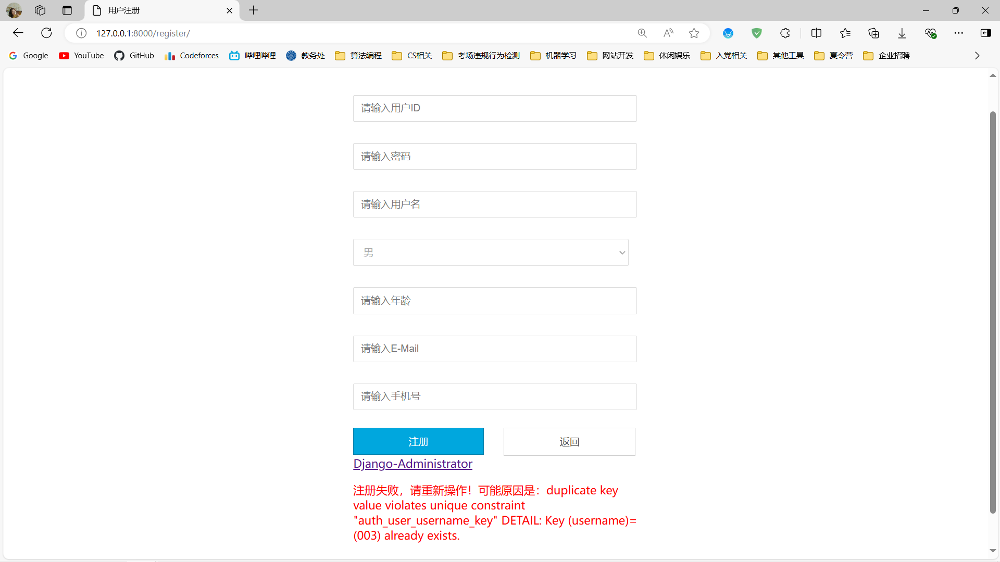 用户注册
127.0.0.1:8000/register/
Google YouTube GitHub Codeforces 哔哩哔哩 教务处 算法编程 CS相关 考场违规行为检测 机器学习 网站开发 休闲娱乐 入党相关 其他工具 夏令营 企业招聘
请输入用户ID
请输入密码
请输入用户名
男
请输入年龄
请输入E-Mail
请输入手机号
注册 返回
Django-Administrator
注册失败，请重新操作！可能原因是：duplicate key
value violates unique constraint
"auth_user_username_key" DETAIL: Key (username)=
(003) already exists.